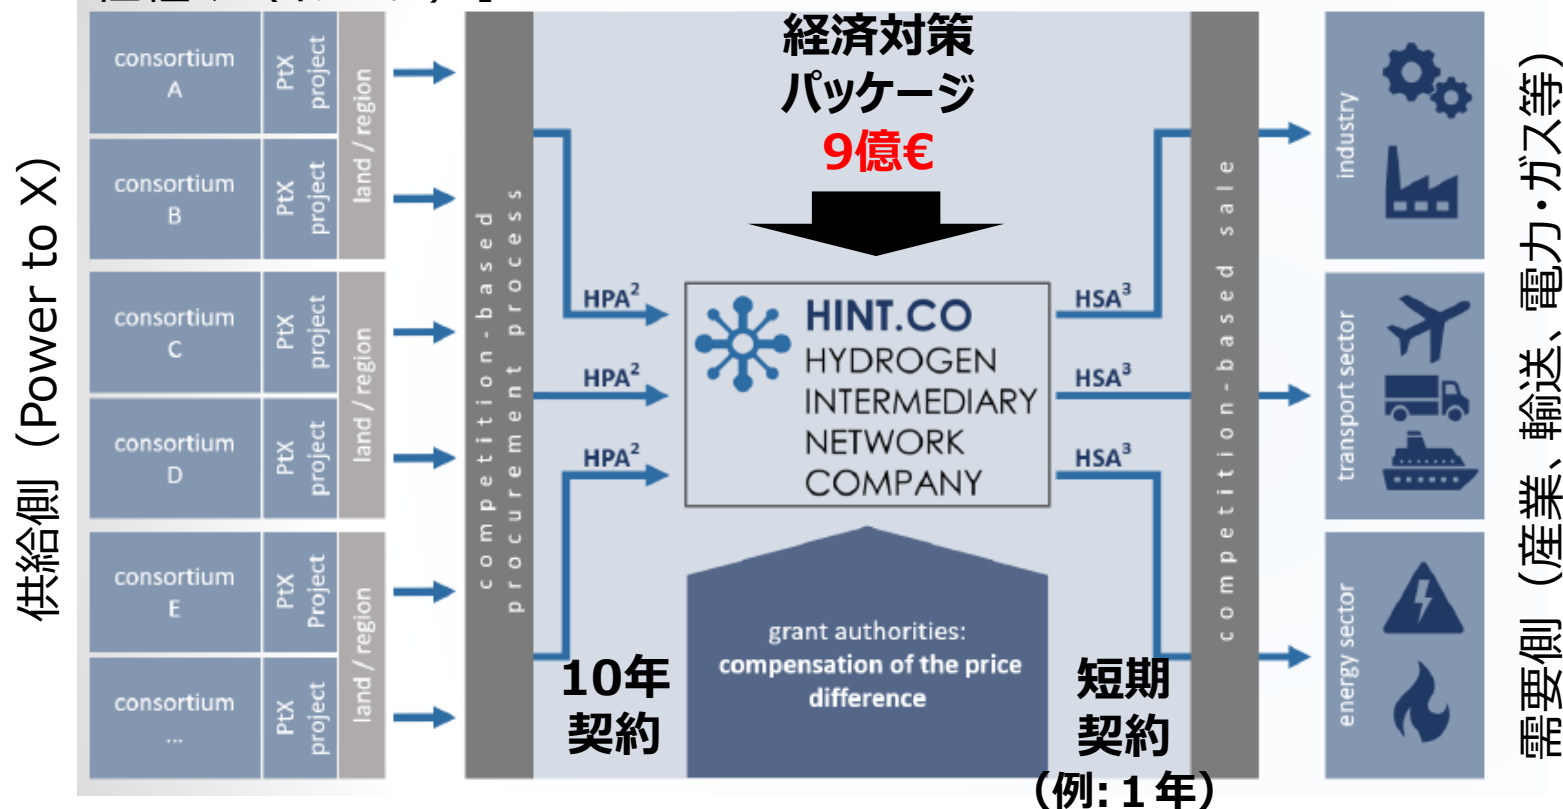 供給側（Power to X）
consortium
A
PtX
project
consortium
B
PtX
project
land / region
consortium
C
PtX
project
consortium
D
PtX
project
land / region
consortium
E
PtX
Project
consortium
...
PtX
project
land / region
competition-based
procurement process
経済対策
パッケージ
9億€
HPA²
HPA²
HPA²
HINT.CO
HYDROGEN
INTERMEDIARY
NETWORK
COMPANY
HSA³
HSA³
HSA³
10年
契約
grant authorities:
compensation of the price
difference
短期
契約
（例:１年）
competition-based sale
industry
transport sector
energy sector
需要側（産業、輸送、電力・ガス等）